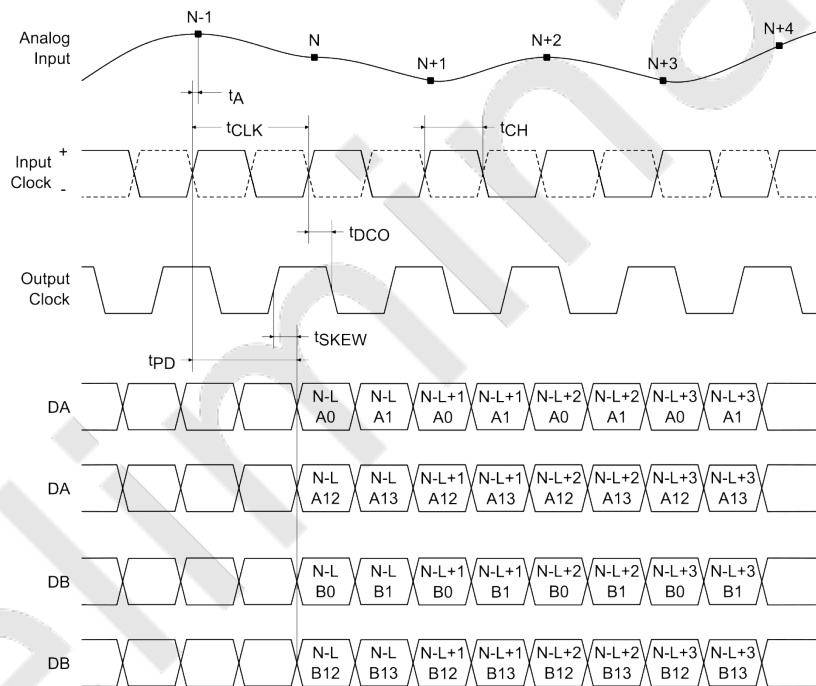 N-1
N
N+1
N+2
N+3
N+4
Analog
Input
tA
tCLK
tCH
Input
Clock
+
-
tDCO
Output
Clock
tSKEW
tPD
DA
N-L N-L N-L+1 N-L+1 N-L+2 N-L+2 N-L+3 N-L+3
A0 A1 A0 A1 A0 A1 A0 A1
DA
N-L N-L N-L+1 N-L+1 N-L+2 N-L+2 N-L+3 N-L+3
A12 A13 A12 A13 A12 A13 A12 A13
DB
N-L N-L N-L+1 N-L+1 N-L+2 N-L+2 N-L+3 N-L+3
B0 B1 B0 B1 B0 B1 B0 B1
DB
N-L N-L N-L+1 N-L+1 N-L+2 N-L+2 N-L+3 N-L+3
B12 B13 B12 B13 B12 B13 B12 B13
elimina